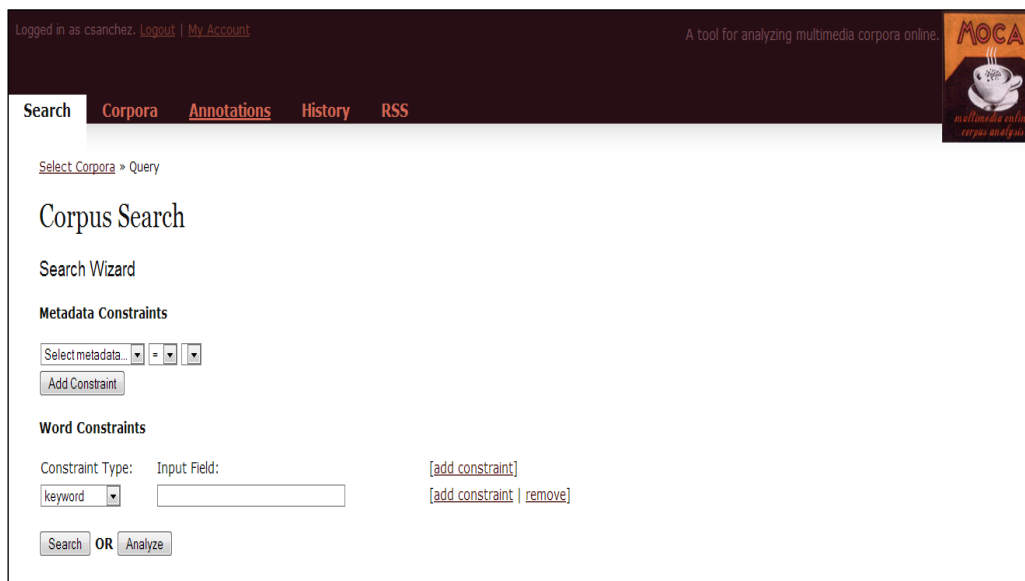 Logged in as csanchez. Logout | My Account
A tool for analyzing multimedia corpora online.
MOCA
multimedia onlin
corpus analysis
Search Corpora Annotations History RSS
Select Corpora » Query
Corpus Search
Search Wizard
Metadata Constraints
Select metadata... =
Add Constraint
Word Constraints
Constraint Type: Input Field: [add constraint]
keyword [add constraint | remove]
Search OR Analyze